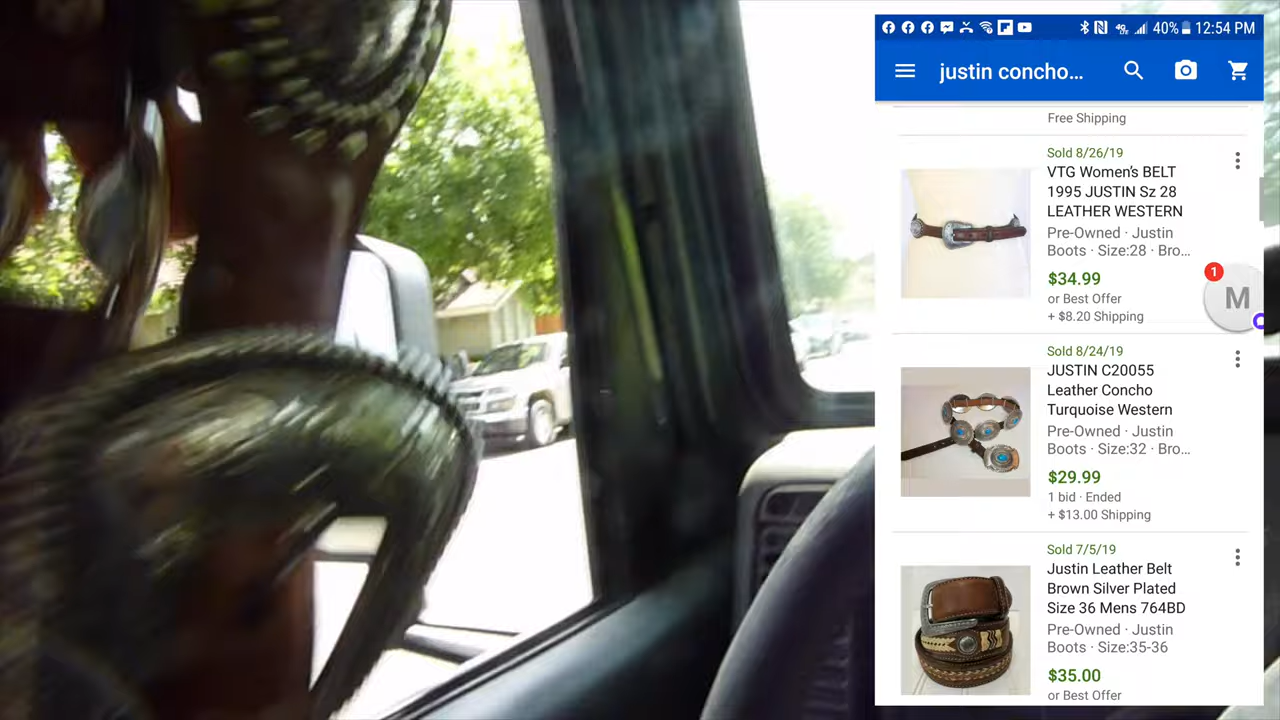 40% 12:54 PM
justin concho...
Free Shipping
Sold 8/26/19
VTG Women's BELT
1995 JUSTIN Sz 28
LEATHER WESTERN
Pre-Owned · Justin
Boots · Size:28 · Bro...
$34.99
or Best Offer
+ $8.20 Shipping
1
M
Sold 8/24/19
JUSTIN C20055
Leather Concho
Turquoise Western
Pre-Owned · Justin
Boots · Size:32 · Bro...
$29.99
1 bid · Ended
+ $13.00 Shipping
Sold 7/5/19
Justin Leather Belt
Brown Silver Plated
Size 36 Mens 764BD
Pre-Owned · Justin
Boots · Size:35-36
$35.00
or Best Offer